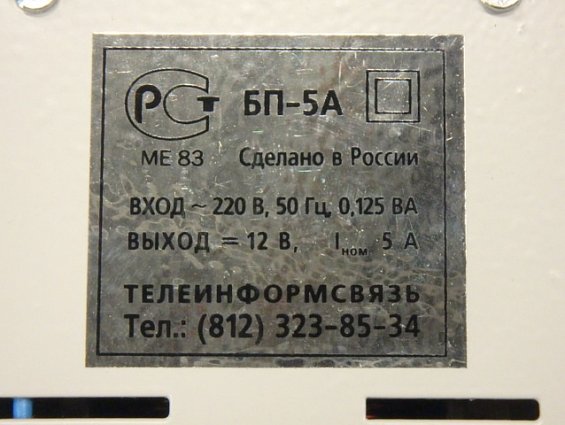 РСТ БП-5А
МЕ 83 Сделано в России
ВХОД ~ 220 В, 50 Гц, 0,125 ВА
ВЫХОД = 12 В, Iном 5 А
ТЕЛЕИНФОРМСВЯЗЬ
Тел.: (812) 323-85-34